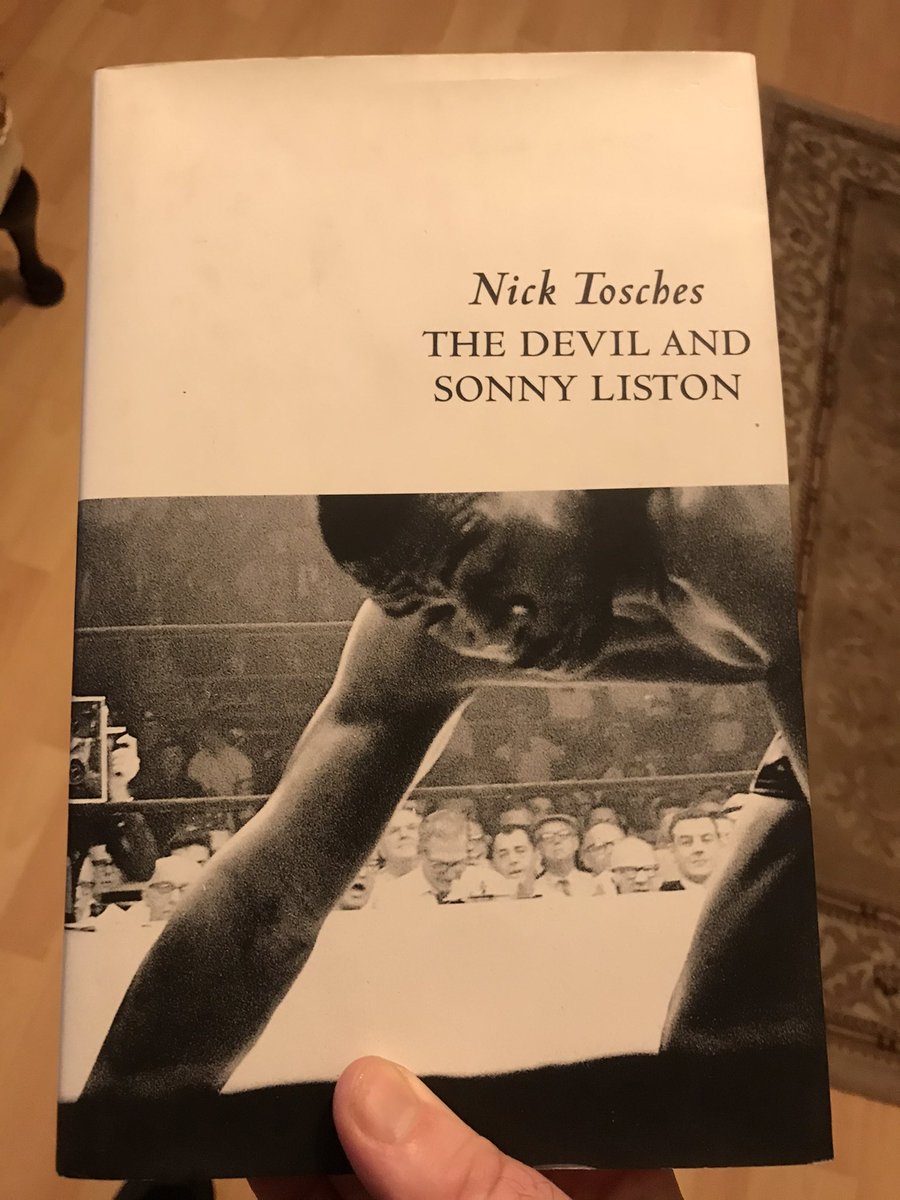 Nick Tosches
THE DEVIL AND
SONNY LISTON